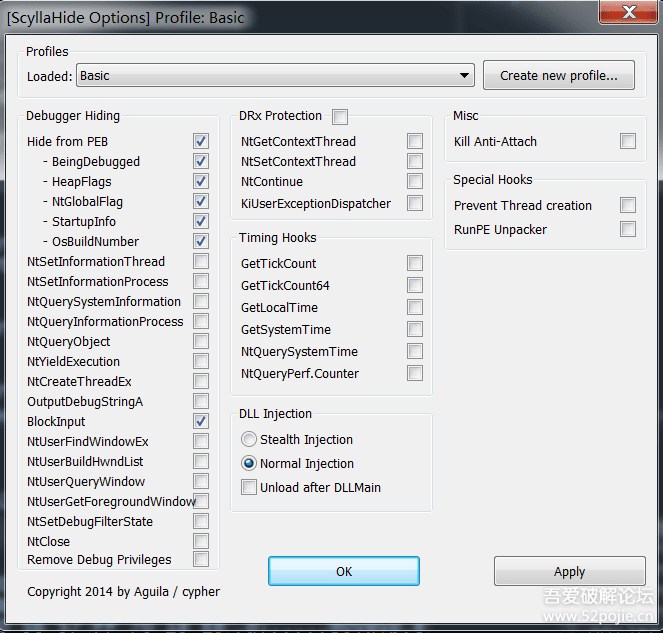 [ScyllaHide Options] Profile: Basic
Profiles
Loaded: Basic
Create new profile...
Debugger Hiding
Hide from PEB
- BeingDebugged
- HeapFlags
- NtGlobalFlag
- StartupInfo
- OsBuildNumber
NtSetInformationThread
NtSetInformationProcess
NtQuerySystemInformation
NtQueryInformationProcess
NtQueryObject
NtYieldExecution
NtCreateThreadEx
OutputDebugStringA
BlockInput
NtUserFindWindowEx
NtUserBuildHwndList
NtUserQueryWindow
NtUserGetForegroundWindow
NtSetDebugFilterState
NtClose
Remove Debug Privileges
DRx Protection
NtGetContextThread
NtSetContextThread
NtContinue
KiUserExceptionDispatcher
Timing Hooks
GetTickCount
GetTickCount64
GetLocalTime
GetSystemTime
NtQuerySystemTime
NtQueryPerf.Counter
DLL Injection
Stealth Injection
Normal Injection
Unload after DLLMain
Misc
Kill Anti-Attach
Special Hooks
Prevent Thread creation
RunPE Unpacker
OK
Apply
Copyright 2014 by Aguila / cypher
吾爱破解论坛
www.52pojie.cn